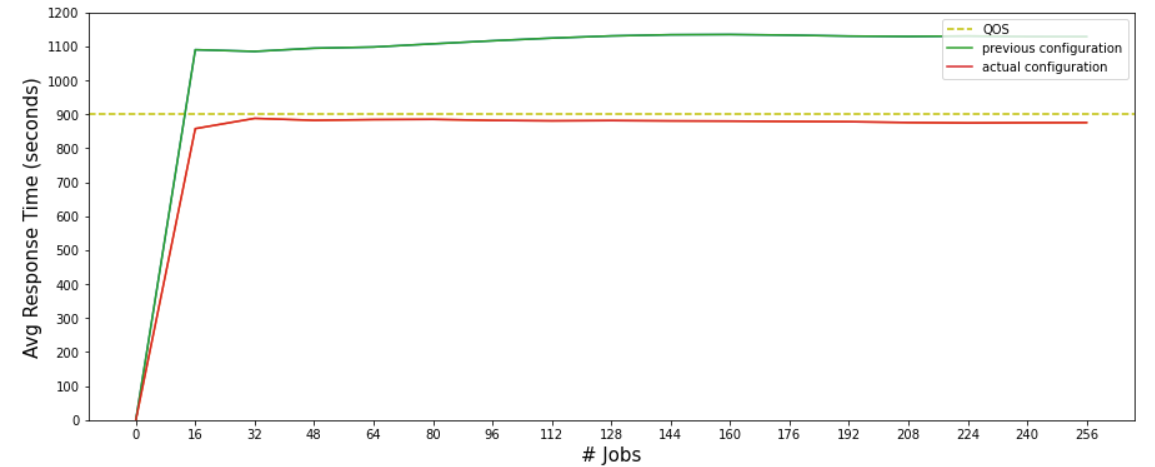 1200
1100
1000
900
800
700
600
500
400
300
200
100
0
Avg Response Time (seconds)
QOS
previous configuration
actual configuration
0 16 32 48 64 80 96 112 128 144 160 176 192 208 224 240 256
# Jobs